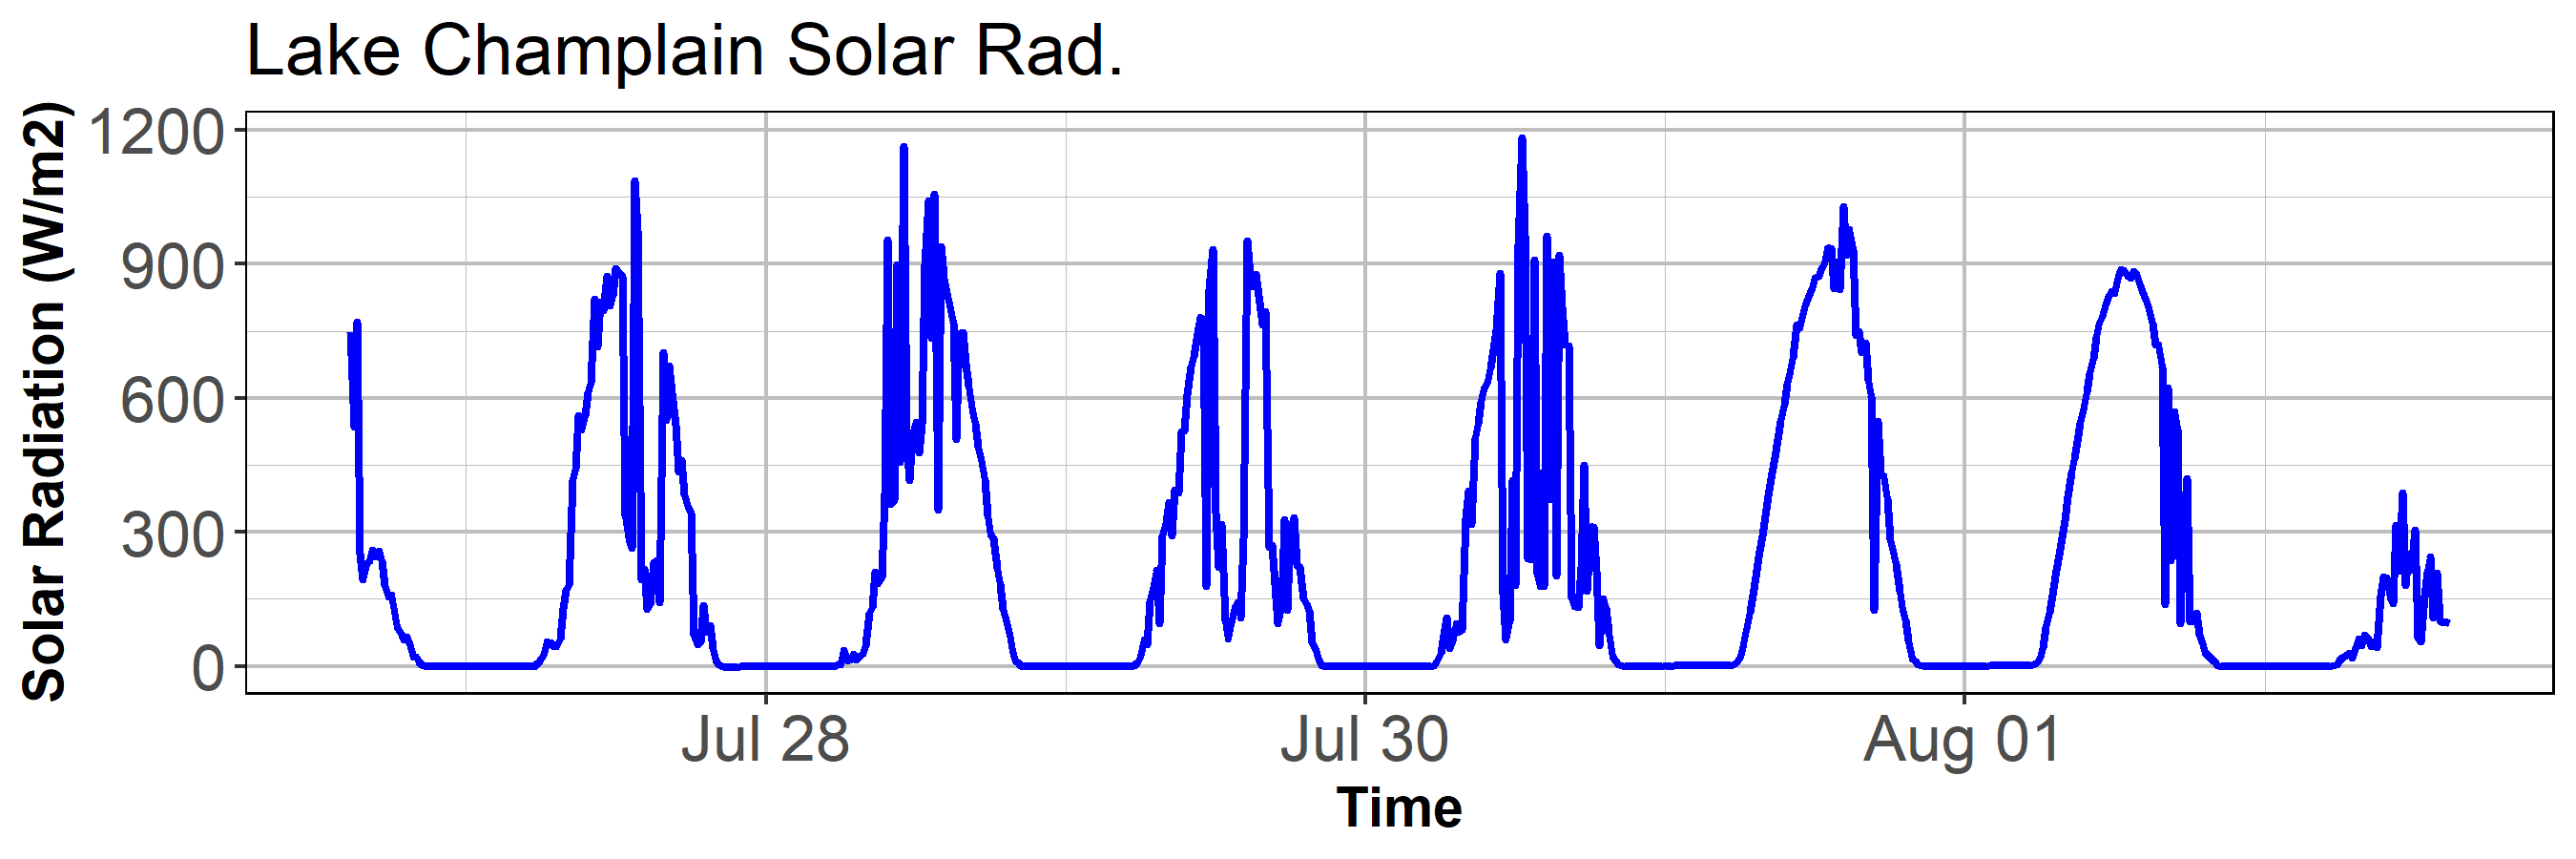 Lake Champlain Solar Rad.
Solar Radiation (W/m2)
1200
900
600
300
0
Jul 28 Jul 30 Aug 01
Time